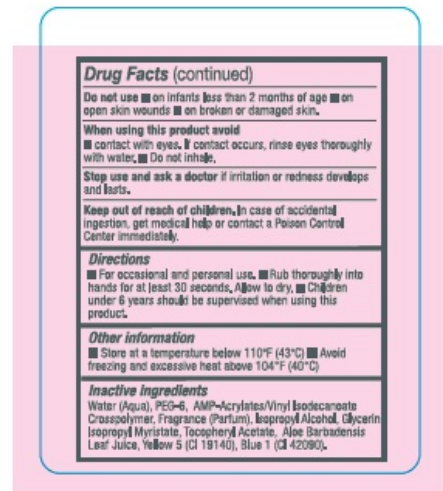 Drug Facts (continued)
Do not use ■ on infants less than 2 months of age ■ on
open skin wounds ■ on broken or damaged skin.
When using this product avoid
■ contact with eyes. If contact occurs, rinse eyes thoroughly
with water. ■ Do not inhale.
Stop use and ask a doctor if irritation or redness develops
and lasts.
Keep out of reach of children. In case of accidental
ingestion, get medical help or contact a Poison Control
Center immediately.
Directions
■ For occasional and personal use. ■ Rub thoroughly into
hands for at least 30 seconds. Allow to dry. ■ Children
under 6 years should be supervised when using this
product.
Other information
■ Store at a temperature below 110°F (43°C) ■ Avoid
freezing and excessive heat above 104°F (40°C)
Inactive ingredients
Water (Aqua), PEG-6, AMP-Acrylates/Vinyl Isodecanoate
Crosspolymer, Fragrance (Parfum), Isopropyl Alcohol, Glycerin
Isopropyl Myristate, Tocopheryl Acetate, Aloe Barbadensis
Leaf Juice, Yellow 5 (CI 19140), Blue 1 (CI 42090).